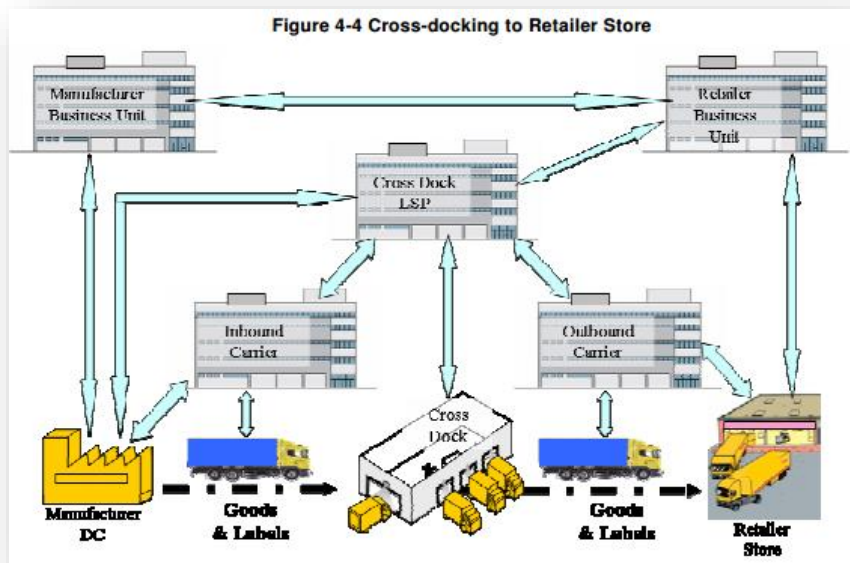 Figure 4-4 Cross-docking to Retailer Store
Manufacturer
Business Unit
Retailer
Business
Unit
Cross Dock
LSP
Inbound
Carrier
Outbound
Carrier
Cross
Dock
Manufacturer
DC
Goods
& Labels
Goods
& Labels
Retailer
Store